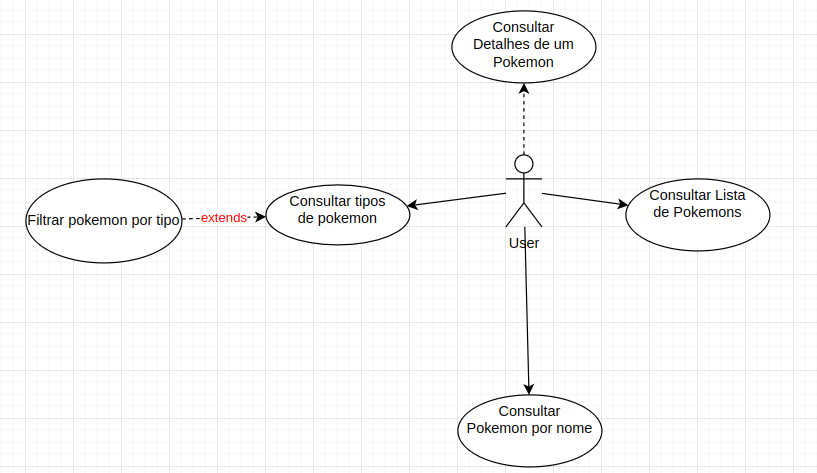 Consultar
Detalhes de um
Pokemon
Filtrar pokemon por tipo
extends
Consultar tipos
de pokemon
Consultar Lista
de Pokemons
User
Consultar
Pokemon por nome